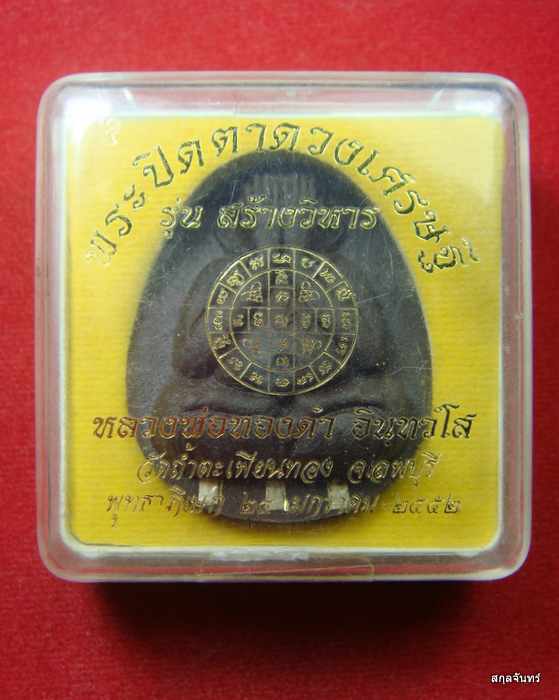 พระปิดตาดวงเศรษฐี
รุ่น สร้างวิหาร
หลวงพ่อทองดำ อินทวํโส
วัดถ้ำตะเพียนทอง จ.ลพบุรี
พุทธาภิเษก ๒๔ มกราคม ๒๕๕๒
สกุลจันทร์